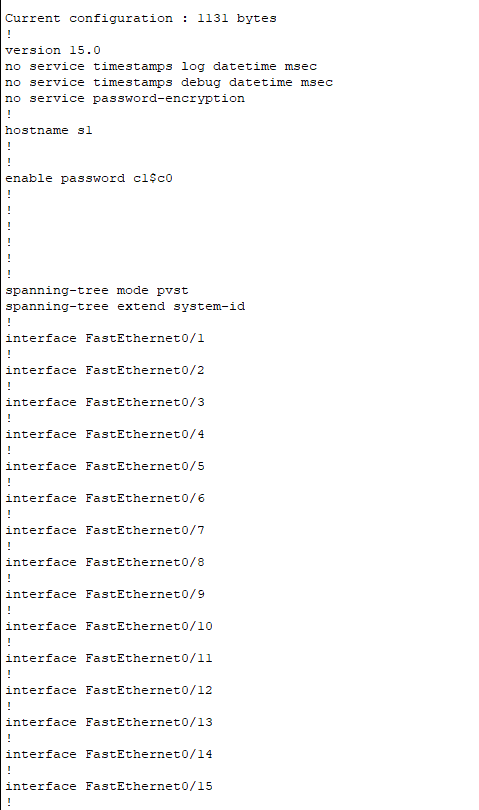 Current configuration : 1131 bytes
!
version 15.0
no service timestamps log datetime msec
no service timestamps debug datetime msec
no service password-encryption
!
hostname s1
!
!
enable password c1$c0
!
!
!
!
!
!
spanning-tree mode pvst
spanning-tree extend system-id
!
interface FastEthernet0/1
!
interface FastEthernet0/2
!
interface FastEthernet0/3
!
interface FastEthernet0/4
!
interface FastEthernet0/5
!
interface FastEthernet0/6
!
interface FastEthernet0/7
!
interface FastEthernet0/8
!
interface FastEthernet0/9
!
interface FastEthernet0/10
!
interface FastEthernet0/11
!
interface FastEthernet0/12
!
interface FastEthernet0/13
!
interface FastEthernet0/14
!
interface FastEthernet0/15
!